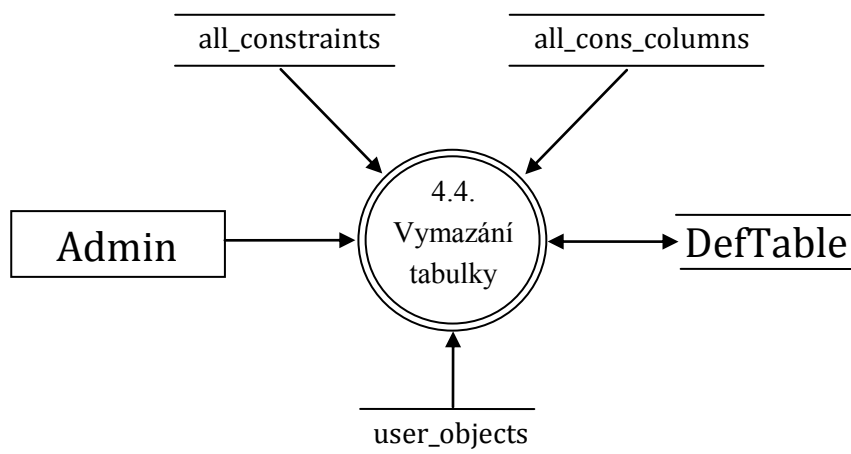 all_constraints
all_cons_columns
4.4.
Vymazání
tabulky
Admin
DefTable
user_objects